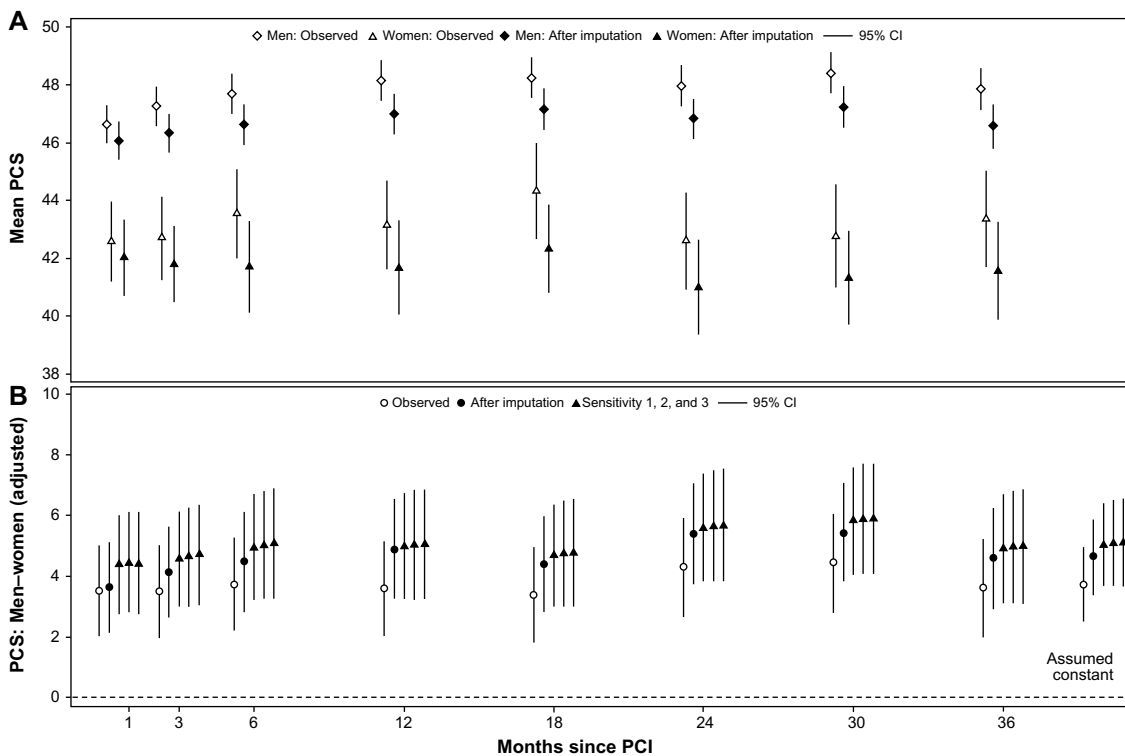 A
50
◇ Men: Observed △ Women: Observed ◆ Men: After imputation ▲ Women: After imputation — 95% CI
48
46
44
42
40
38
Mean PCS
B
10
○ Observed ● After imputation ▲ Sensitivity 1, 2, and 3 — 95% CI
8
6
4
2
0
PCS: Men–women (adjusted)
Assumed
constant
1 3 6 12 18 24 30 36
Months since PCI